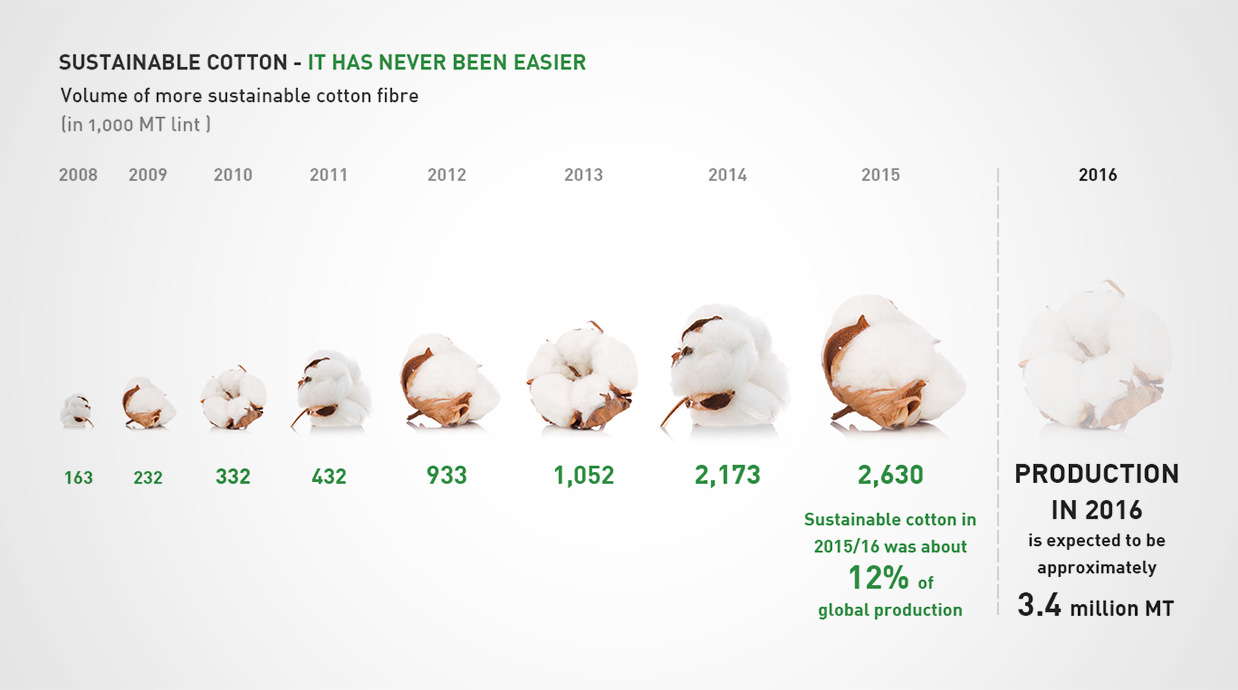 SUSTAINABLE COTTON - IT HAS NEVER BEEN EASIER
Volume of more sustainable cotton fibre
(in 1,000 MT lint )
2008 2009 2010 2011 2012 2013 2014 2015 2016
163 232 332 432 933 1,052 2,173 2,630
Sustainable cotton in
2015/16 was about
12% of
global production
PRODUCTION
IN 2016
is expected to be
approximately
3.4 million MT